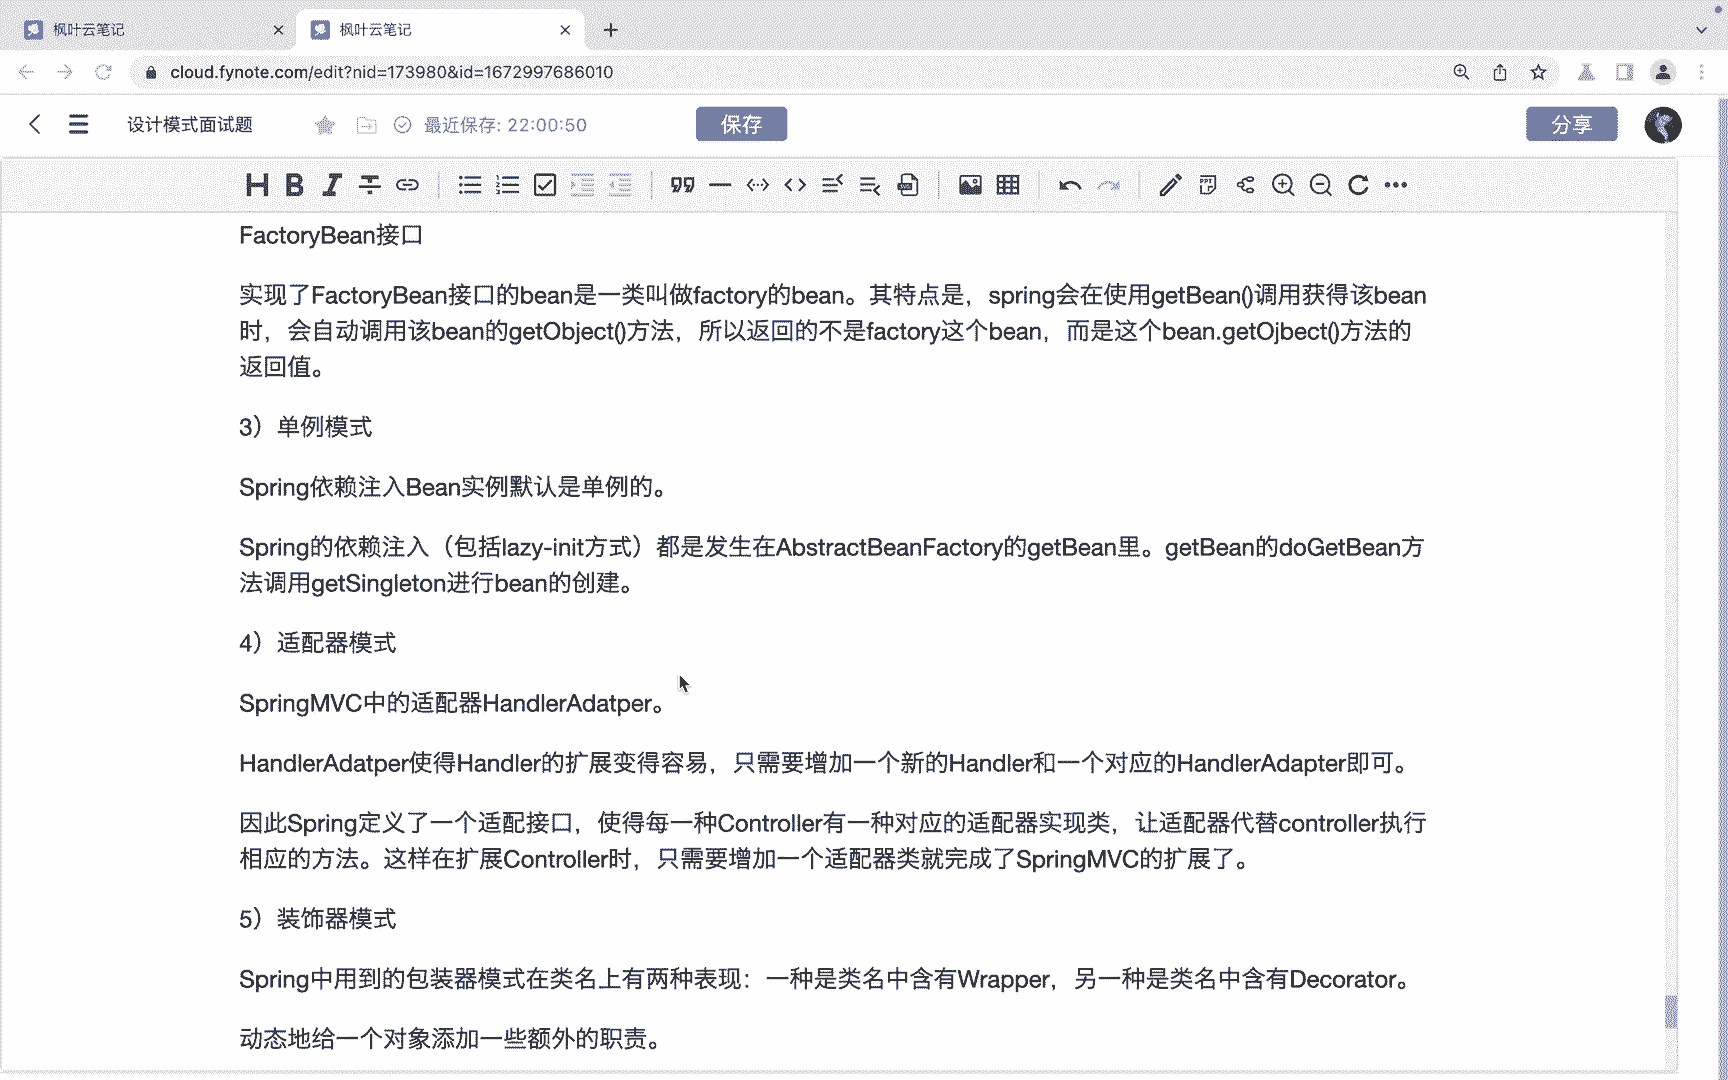 枫叶云笔记
枫叶云笔记
cloud.fynote.com/edit?nid=173980&id=1672997686010
设计模式面试题
最近保存: 22:00:50
保存
分享
FactoryBean接口
实现了FactoryBean接口的bean是一类叫做factory的bean。其特点是，spring会在使用getBean()调用获得该bean
时，会自动调用该bean的getObject()方法，所以返回的不是factory这个bean，而是这个bean.getOjbect()方法的
返回值。
3）单例模式
Spring依赖注入Bean实例默认是单例的。
Spring的依赖注入（包括lazy-init方式）都是发生在AbstractBeanFactory的getBean里。getBean的doGetBean方
法调用getSingleton进行bean的创建。
4）适配器模式
SpringMVC中的适配器HandlerAdatper。
HandlerAdatper使得Handler的扩展变得容易，只需要增加一个新的Handler和一个对应的HandlerAdapter即可。
因此Spring定义了一个适配接口，使得每一种Controller有一种对应的适配器实现类，让适配器代替controller执行
相应的方法。这样在扩展Controller时，只需要增加一个适配器类就完成了SpringMVC的扩展了。
5）装饰器模式
Spring中用到的包装器模式在类名上有两种表现：一种是类名中含有Wrapper，另一种是类名中含有Decorator。
动态地给一个对象添加一些额外的职责。